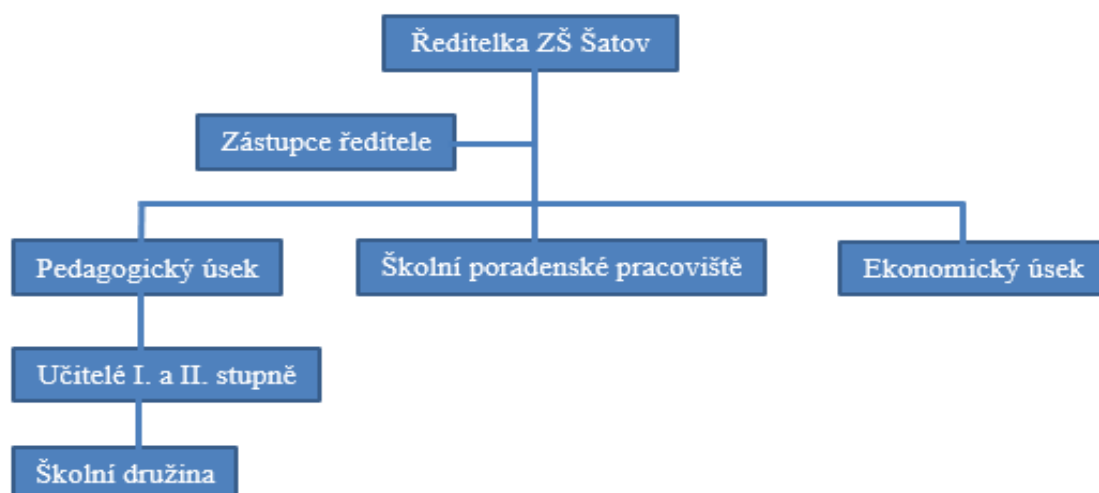 Ředitelka ZŠ Šatov
Zástupce ředitele
Pedagogický úsek
Školní poradenské pracoviště
Ekonomický úsek
Učitelé I. a II. stupně
Školní družina